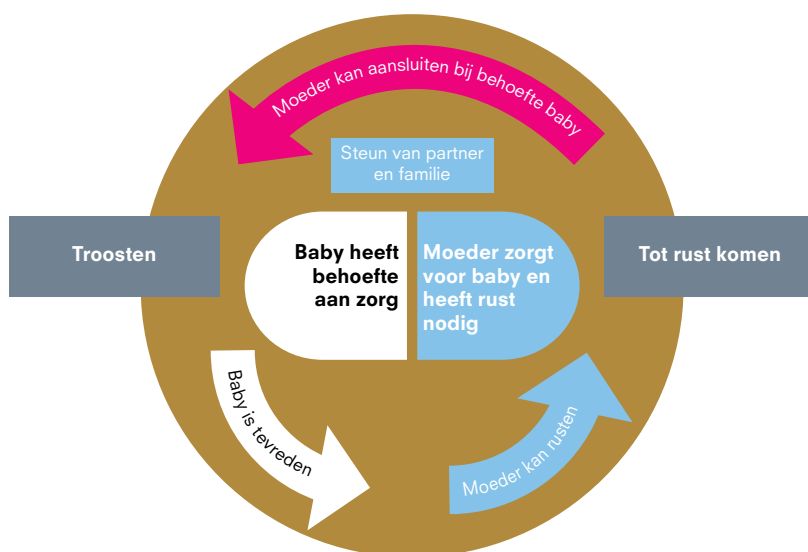 Moeder kan aansluiten bij behoefte baby
Steun van partner
en familie
Troosten
Baby heeft
behoefte
aan zorg
Moeder zorgt
voor baby en
heeft rust
nodig
Tot rust komen
Baby is tevreden
Moeder kan rusten